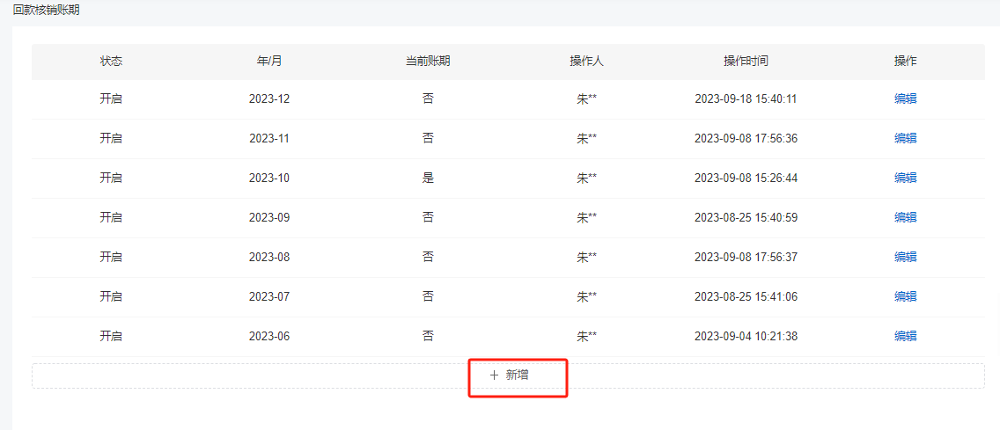 回款核销账期
状态 年/月 当前账期 操作人 操作时间 操作
开启 2023-12 否 朱** 2023-09-18 15:40:11 编辑
开启 2023-11 否 朱** 2023-09-08 17:56:36 编辑
开启 2023-10 是 朱** 2023-09-08 15:26:44 编辑
开启 2023-09 否 朱** 2023-08-25 15:40:59 编辑
开启 2023-08 否 朱** 2023-09-08 17:56:37 编辑
开启 2023-07 否 朱** 2023-08-25 15:41:06 编辑
开启 2023-06 否 朱** 2023-09-04 10:21:38 编辑
+ 新增